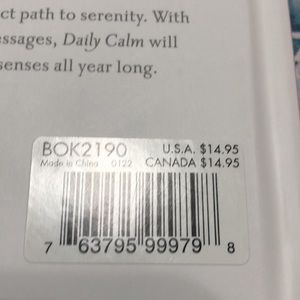 ct path to serenity. With
essages, Daily Calm will
senses all year long.
BOK2190 U.S.A. $14.95
Made in China 0122 CANADA $14.95
7 63795 99979 8